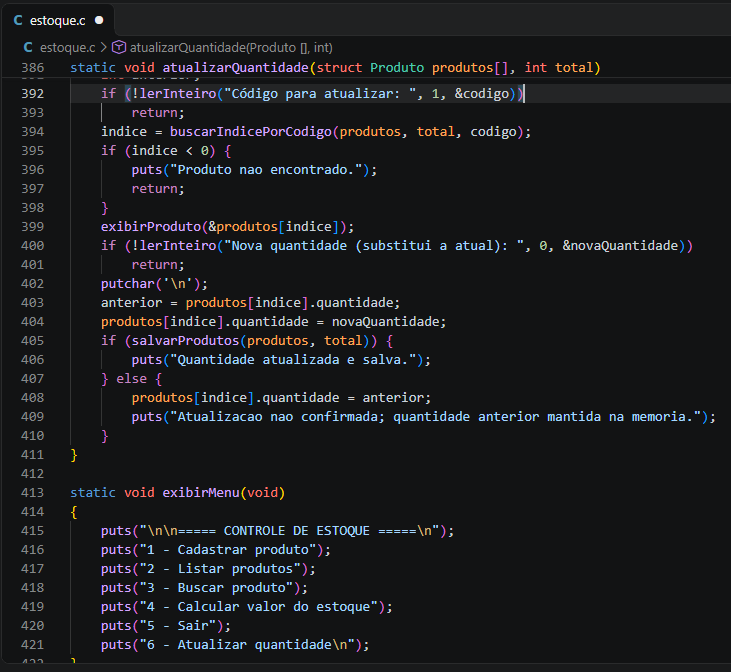 C estoque.c ●
C estoque.c > atualizarQuantidade(Produto [], int)
386 static void atualizarQuantidade(struct Produto produtos[], int total)
392 if (!lerInteiro("Código para atualizar: ", 1, &codigo))
393 return;
394 indice = buscarIndicePorCodigo(produtos, total, codigo);
395 if (indice < 0) {
396 puts("Produto nao encontrado.");
397 return;
398 }
399 exibirProduto(&produtos[indice]);
400 if (!lerInteiro("Nova quantidade (substitui a atual): ", 0, &novaQuantidade))
401 return;
402 putchar('\n');
403 anterior = produtos[indice].quantidade;
404 produtos[indice].quantidade = novaQuantidade;
405 if (salvarProdutos(produtos, total)) {
406 puts("Quantidade atualizada e salva.");
407 } else {
408 produtos[indice].quantidade = anterior;
409 puts("Atualizacao nao confirmada; quantidade anterior mantida na memoria.");
410 }
411 }
412
413 static void exibirMenu(void)
414 {
415 puts("\n\n===== CONTROLE DE ESTOQUE =====\n");
416 puts("1 - Cadastrar produto");
417 puts("2 - Listar produtos");
418 puts("3 - Buscar produto");
419 puts("4 - Calcular valor do estoque");
420 puts("5 - Sair");
421 puts("6 - Atualizar quantidade\n");
422 }